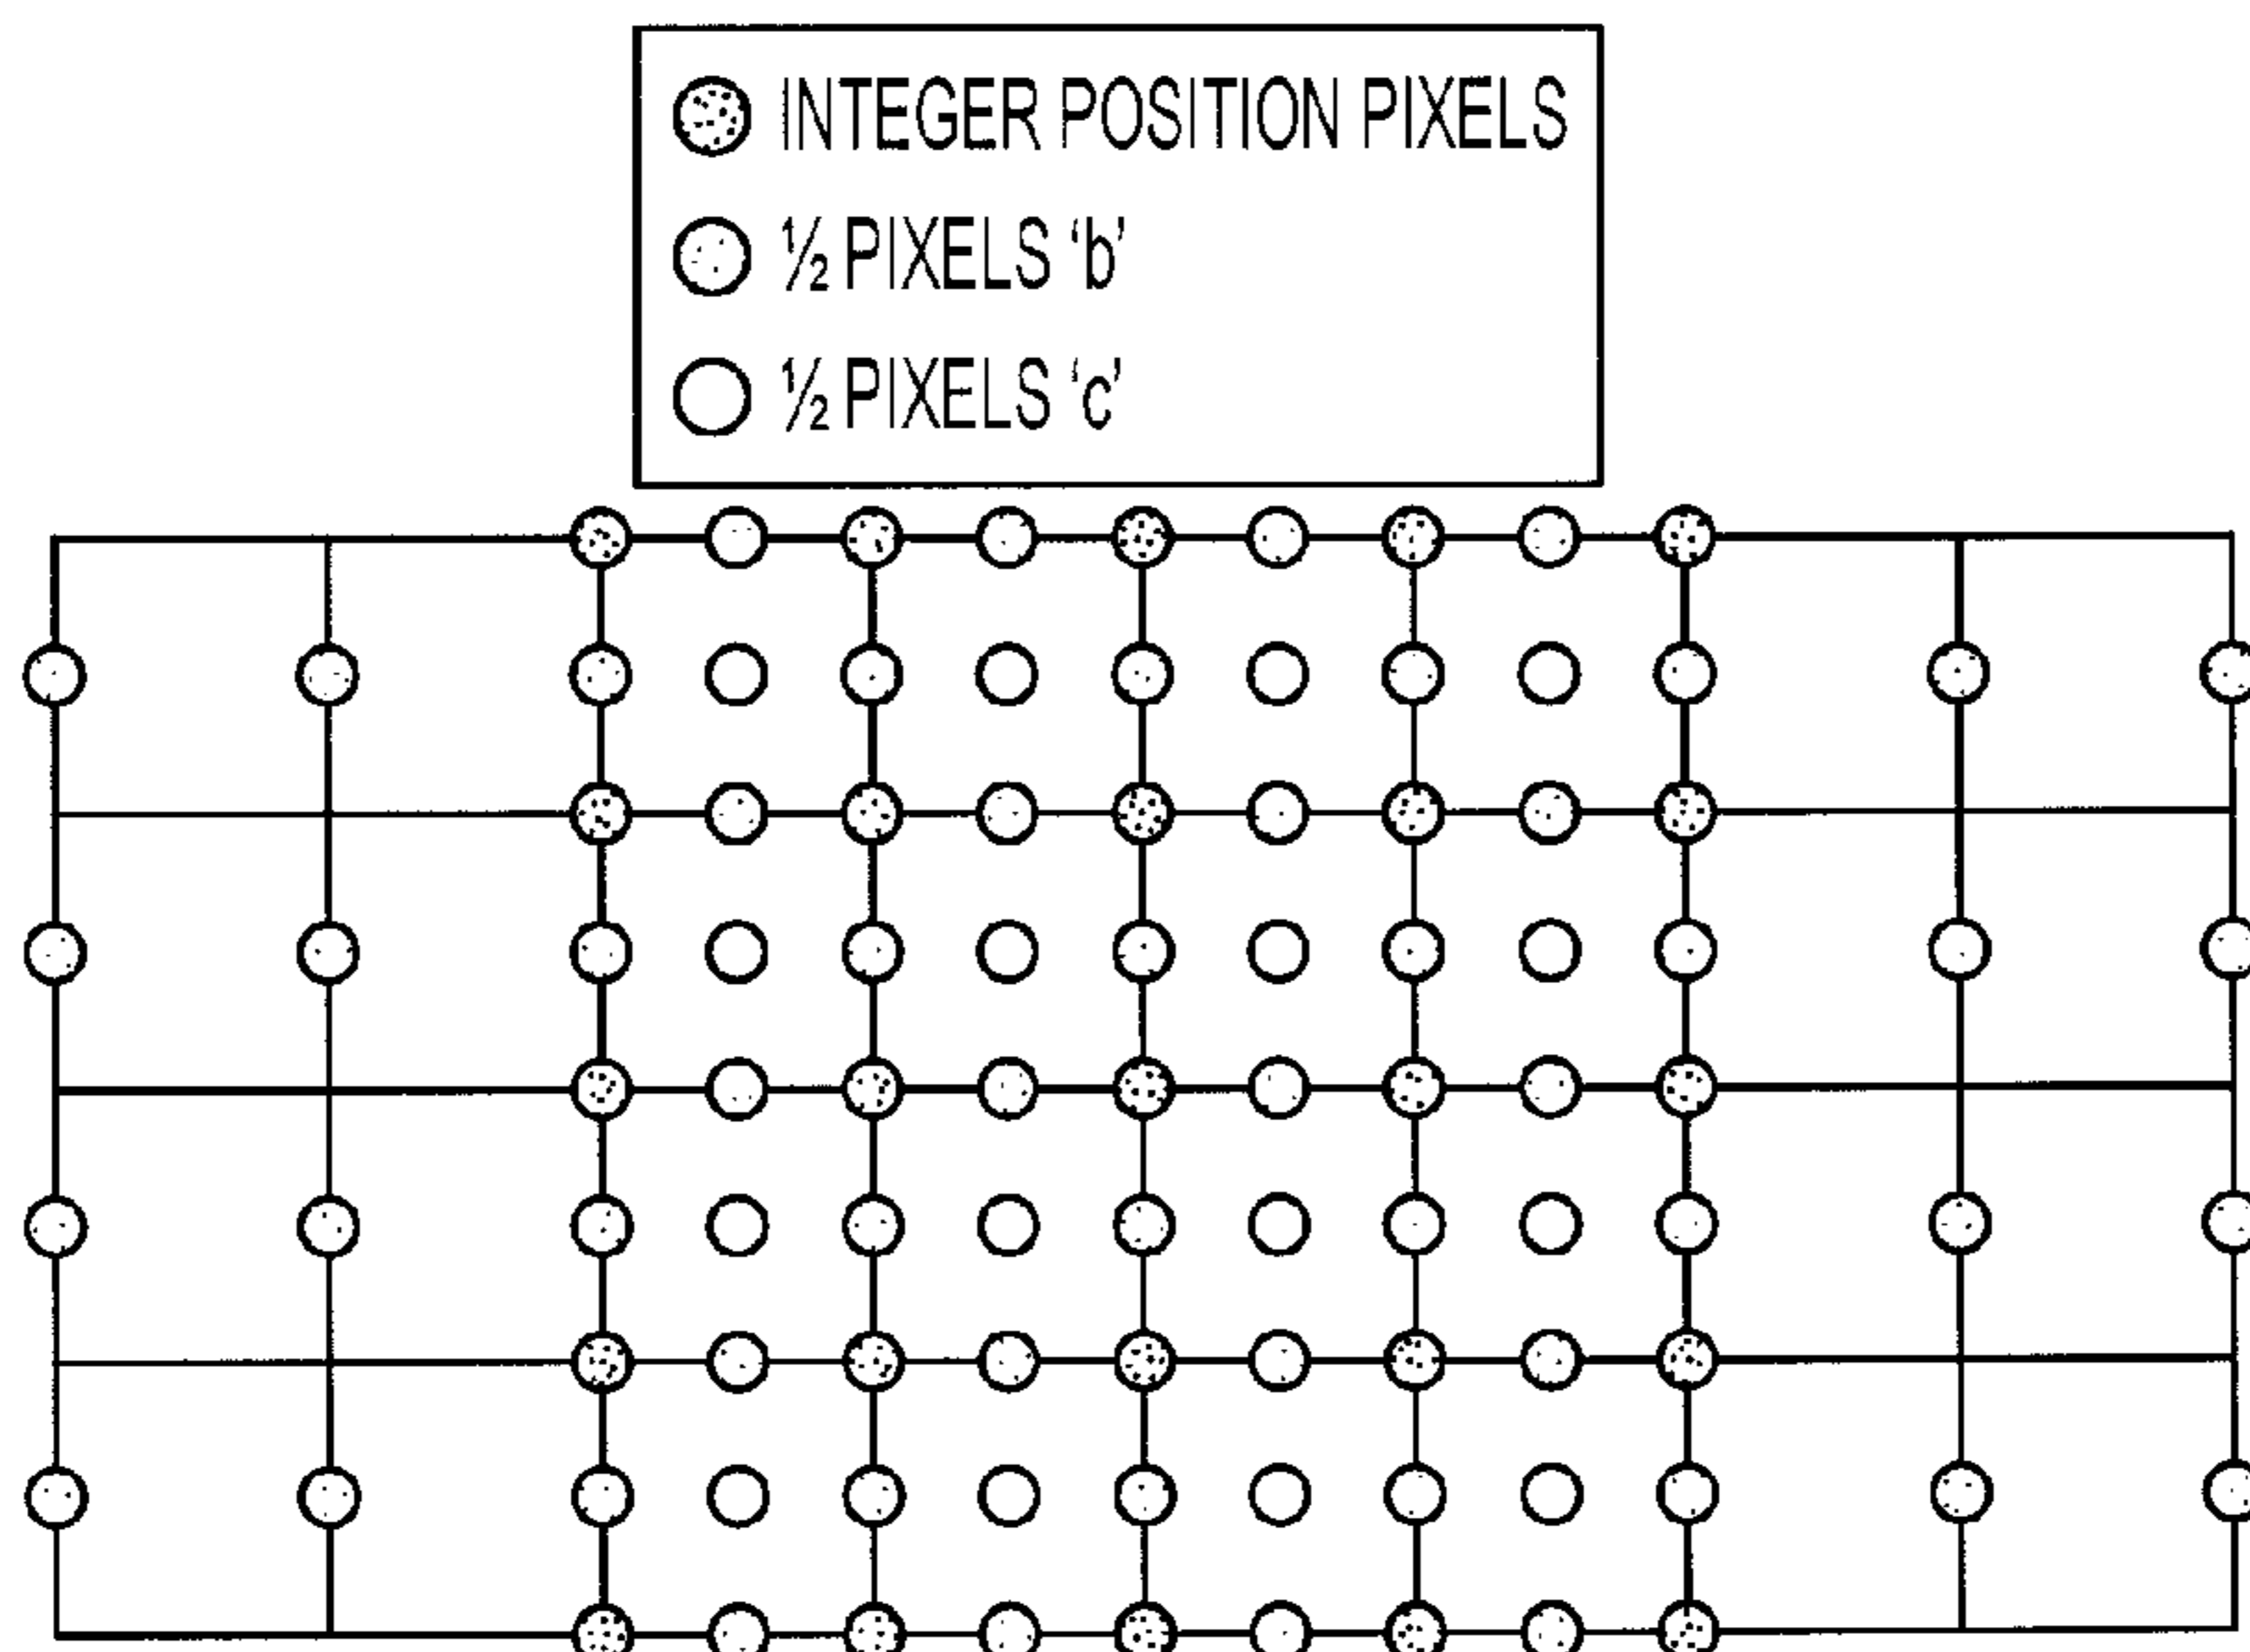 INTEGER POSITION PIXELS
½ PIXELS ‘b’
½ PIXELS ‘c’